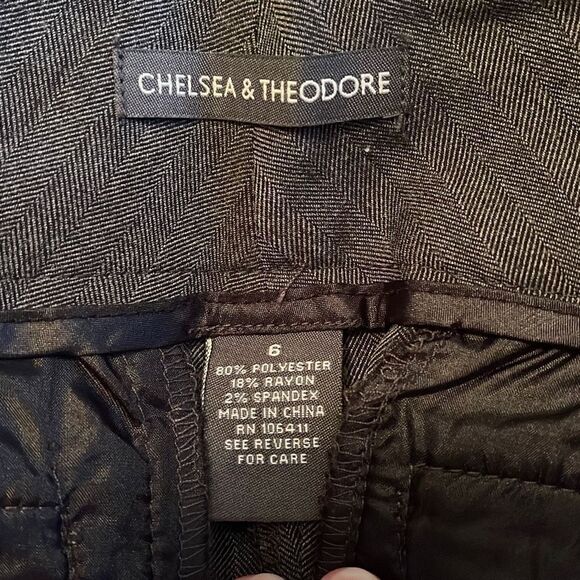 CHELSEA & THEODORE
6
80% POLYESTER
18% RAYON
2% SPANDEX
MADE IN CHINA
RN 106411
SEE REVERSE
FOR CARE